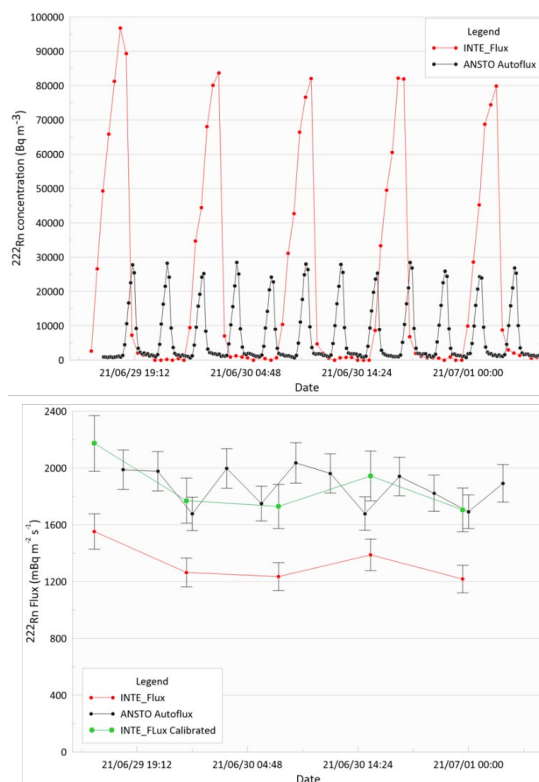 Legend
INTE_Flux
ANSTO Autoflux
100000
90000
80000
70000
60000
50000
40000
30000
20000
10000
0
²²²Rn concentration (Bq m⁻³)
21/06/29 19:12 21/06/30 04:48 21/06/30 14:24 21/07/01 00:00
Date
2400
2000
1600
1200
800
400
0
²²²Rn Flux (mBq m⁻² s⁻¹)
Legend
INTE_Flux
ANSTO Autoflux
INTE_FLux Calibrated
21/06/29 19:12 21/06/30 04:48 21/06/30 14:24 21/07/01 00:00
Date